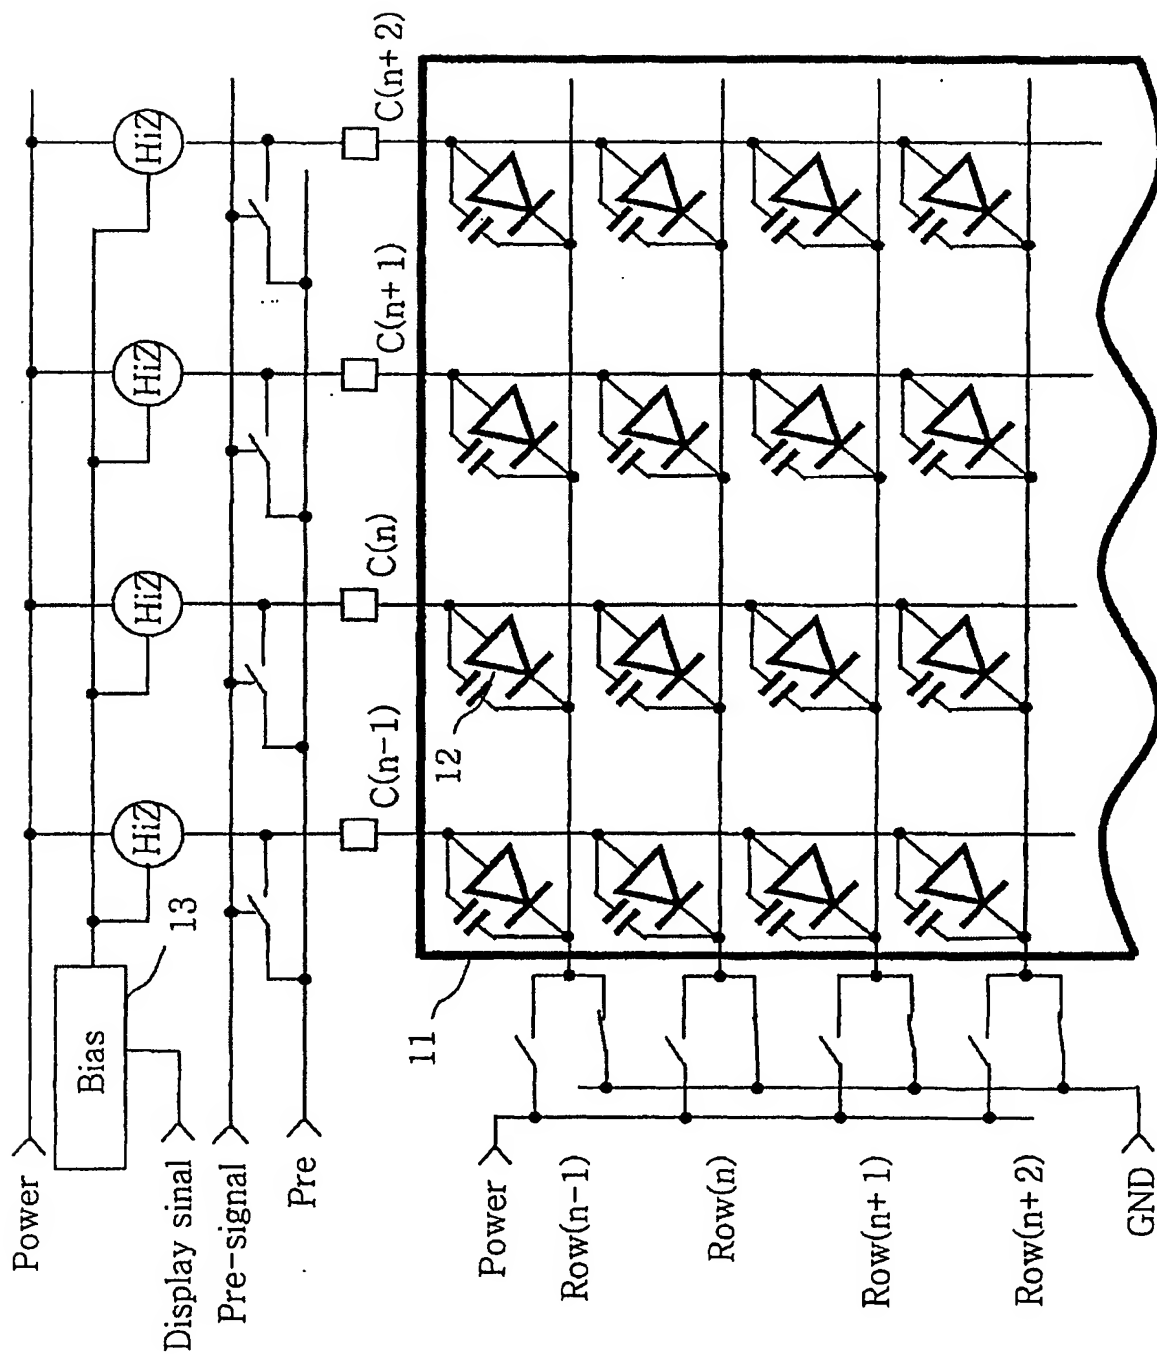 Power
Bias
Display sinal
Pre-signal
Pre
13
HiZ
HiZ
HiZ
HiZ
C(n-1)
C(n)
C(n+1)
C(n+2)
11
12
Power
Row(n-1)
Row(n)
Row(n+1)
Row(n+2)
GND